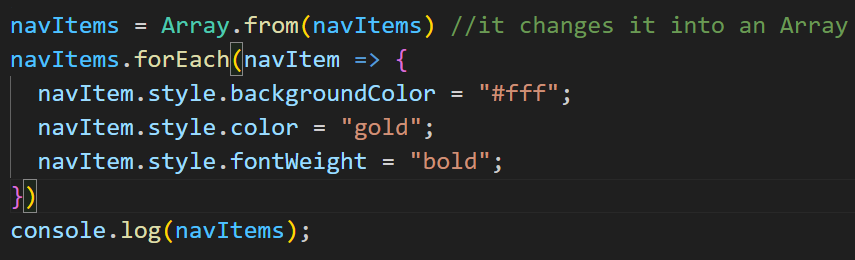 navItems = Array.from(navItems) //it changes it into an Array
navItems.forEach(navItem => {
  navItem.style.backgroundColor = "#fff";
  navItem.style.color = "gold";
  navItem.style.fontWeight = "bold";
})
console.log(navItems);